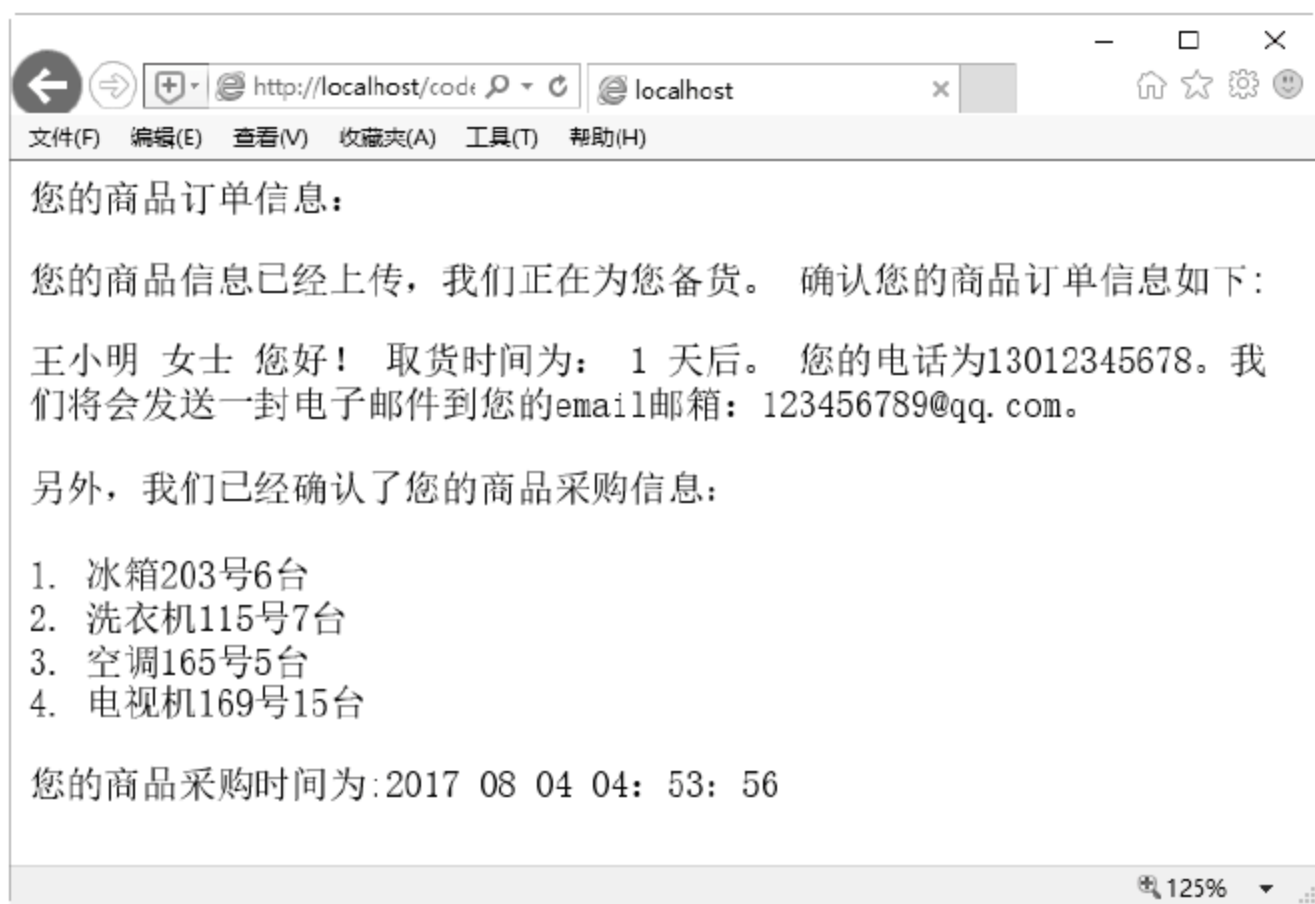 http://localhost/code
localhost
文件(F) 编辑(E) 查看(V) 收藏夹(A) 工具(T) 帮助(H)
您的商品订单信息：
您的商品信息已经上传，我们正在为您备货。 确认您的商品订单信息如下:
王小明 女士 您好！ 取货时间为： 1 天后。 您的电话为13012345678。我
们将会发送一封电子邮件到您的email邮箱：123456789@qq.com。
另外，我们已经确认了您的商品采购信息：
1. 冰箱203号6台
2. 洗衣机115号7台
3. 空调165号5台
4. 电视机169号15台
您的商品采购时间为:2017 08 04 04：53：56
125%